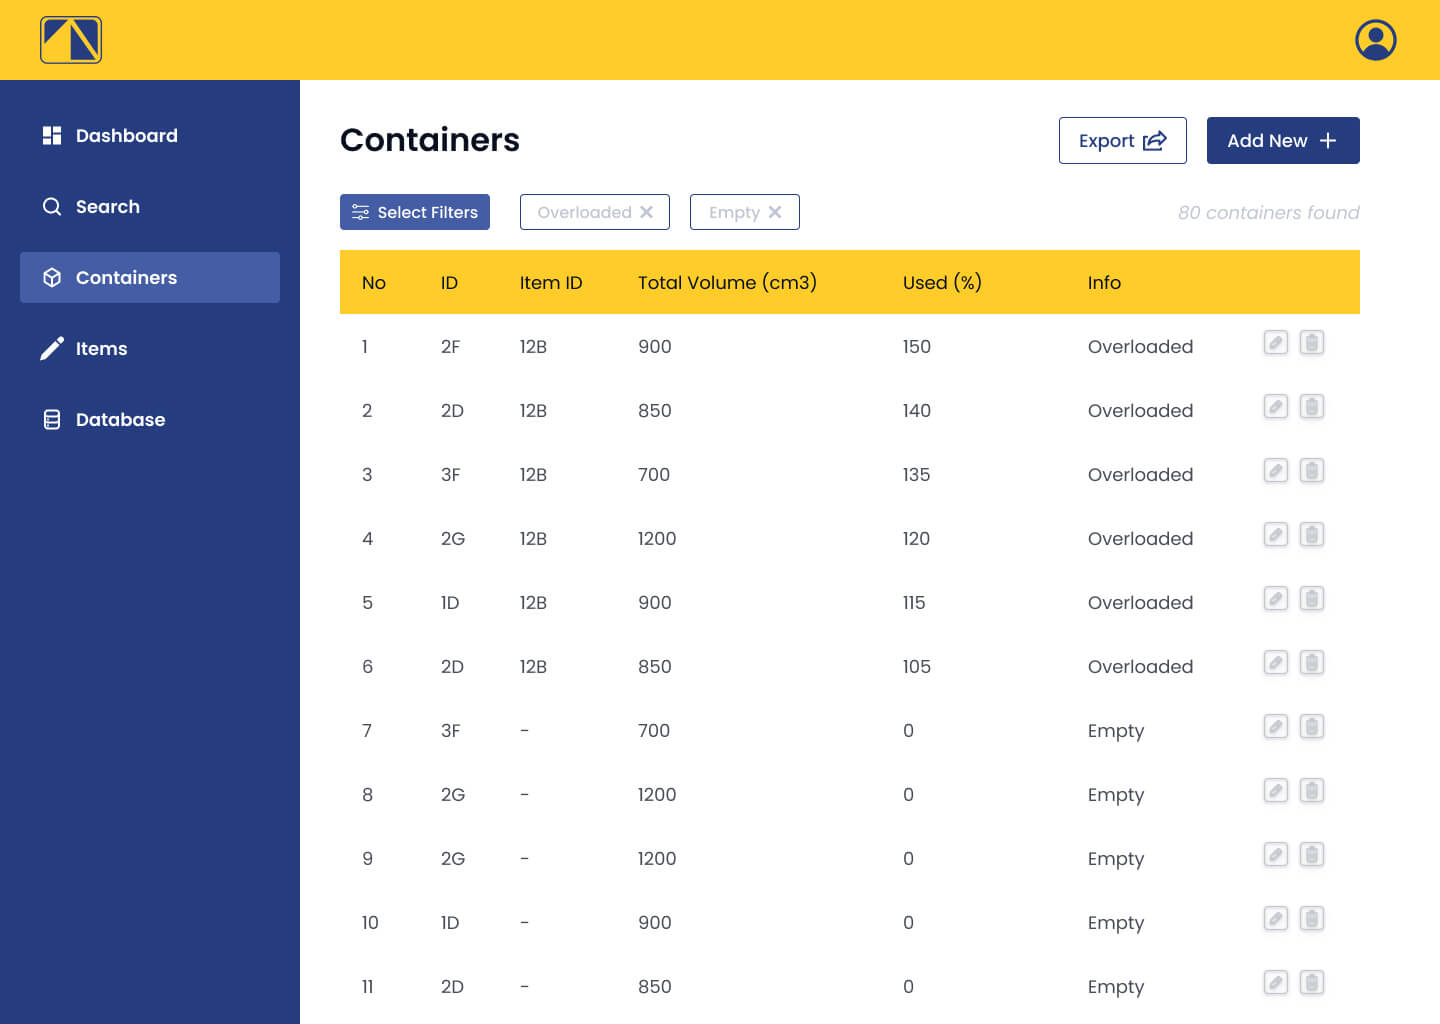 Dashboard
Search
Containers
Items
Database
Containers
Export
Add New
Select Filters
Overloaded
Empty
80 containers found
No ID Item ID Total Volume (cm3) Used (%) Info
1 2F 12B 900 150 Overloaded
2 2D 12B 850 140 Overloaded
3 3F 12B 700 135 Overloaded
4 2G 12B 1200 120 Overloaded
5 1D 12B 900 115 Overloaded
6 2D 12B 850 105 Overloaded
7 3F - 700 0 Empty
8 2G - 1200 0 Empty
9 2G - 1200 0 Empty
10 1D - 900 0 Empty
11 2D - 850 0 Empty